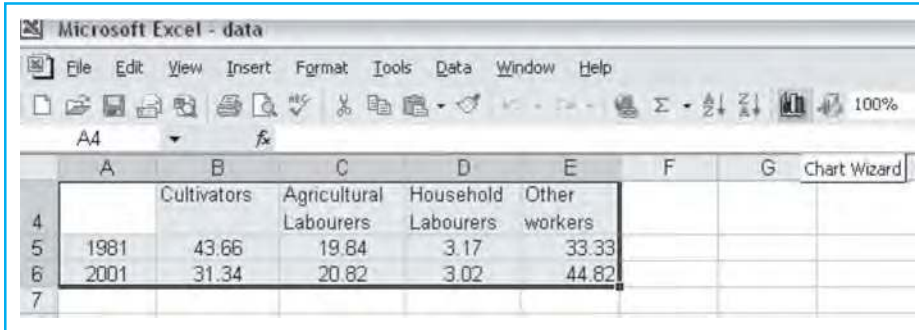 Microsoft Excel - data
File Edit View Insert Format Tools Data Window Help
100%
A4 fx
Chart Wizard
A B C D E F G
4 Cultivators Agricultural Labourers Household Labourers Other workers
5 1981 43.66 19.84 3.17 33.33
6 2001 31.34 20.82 3.02 44.82
7